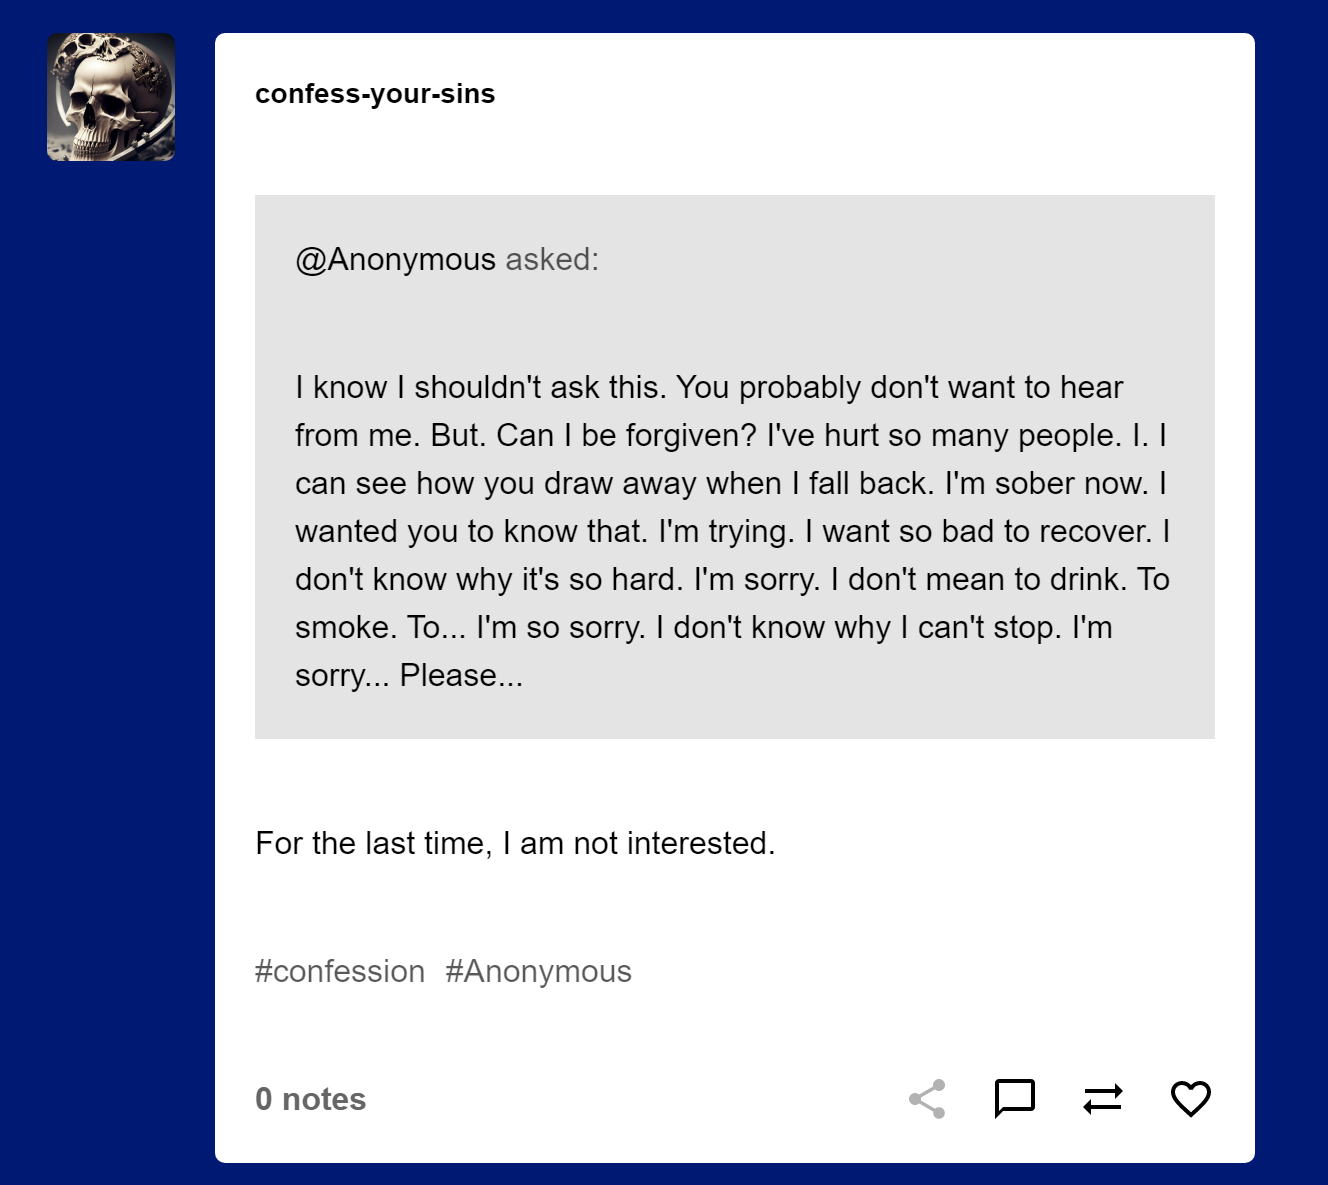 confess-your-sins
@Anonymous asked:
I know I shouldn't ask this. You probably don't want to hear
from me. But. Can I be forgiven? I've hurt so many people. I. I
can see how you draw away when I fall back. I'm sober now. I
wanted you to know that. I'm trying. I want so bad to recover. I
don't know why it's so hard. I'm sorry. I don't mean to drink. To
smoke. To... I'm so sorry. I don't know why I can't stop. I'm
sorry... Please...
For the last time, I am not interested.
#confession #Anonymous
0 notes